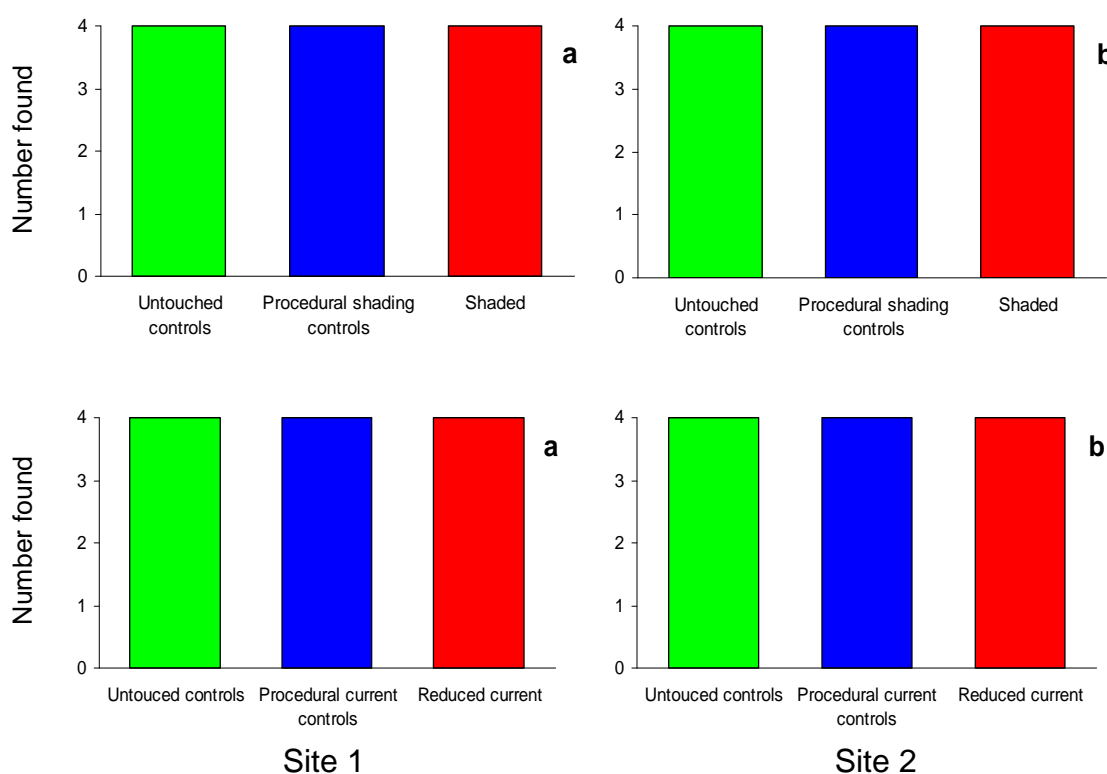 Number found
4
3
2
1
0
a
Untouched Procedural shading Shaded
controls controls
4
3
2
1
0
b
Untouched Procedural shading Shaded
controls controls
Number found
4
3
2
1
0
a
Untouced controls Procedural current Reduced current
controls
4
3
2
1
0
b
Untouced controls Procedural current Reduced current
controls
Site 1
Site 2